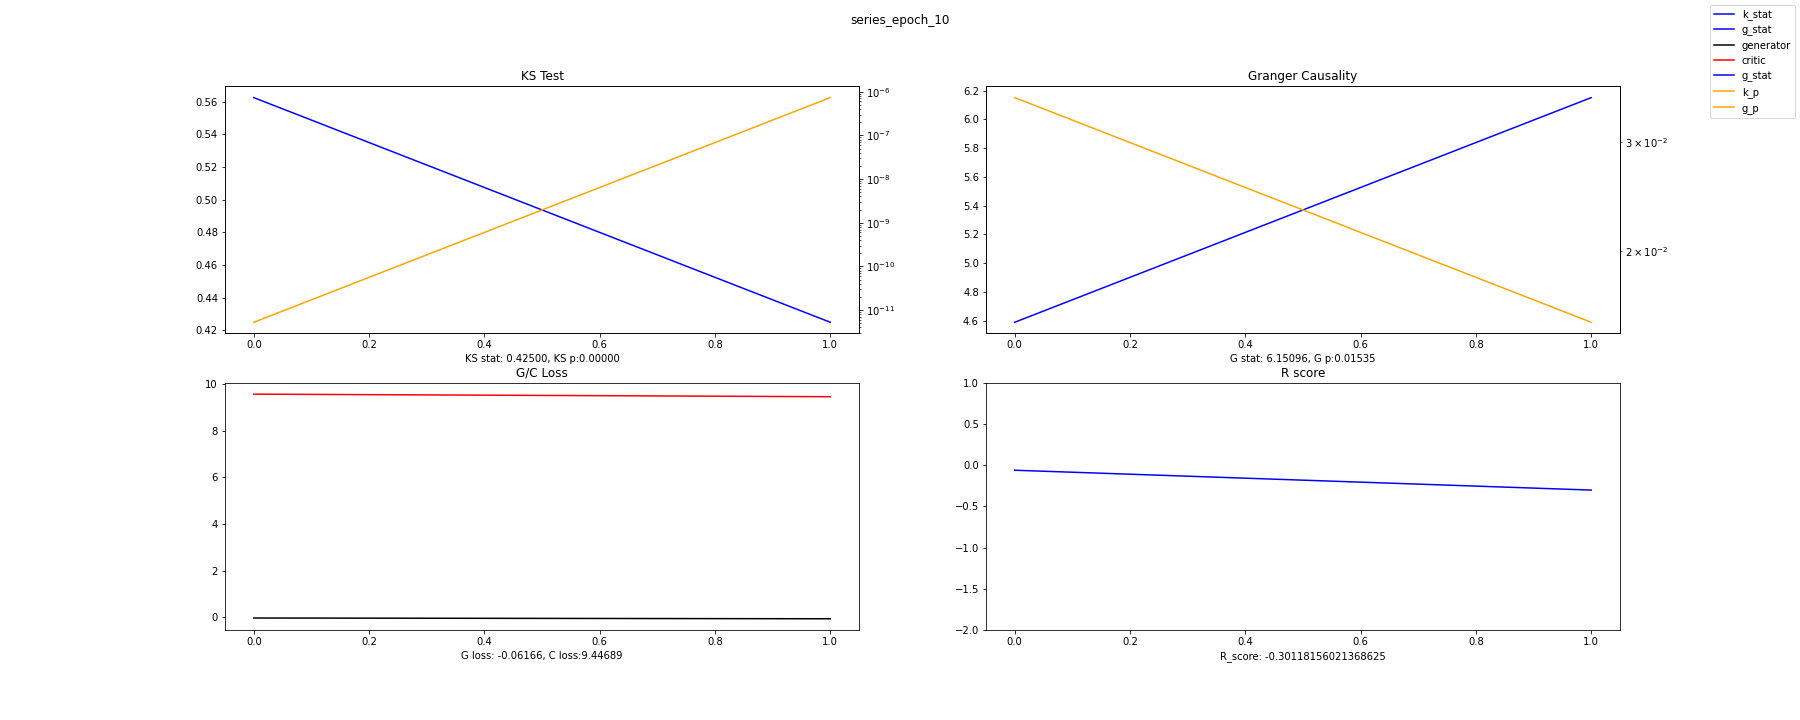 series_epoch_10
k_stat
g_stat
generator
critic
g_stat
k_p
g_p
KS Test
0.56
0.54
0.52
0.50
0.48
0.46
0.44
0.42
10⁻⁶
10⁻⁷
10⁻⁸
10⁻⁹
10⁻¹⁰
10⁻¹¹
0.0 0.2 0.4 0.6 0.8 1.0
KS stat: 0.42500, KS p:0.00000
Granger Causality
6.2
6.0
5.8
5.6
5.4
5.2
5.0
4.8
4.6
3 × 10⁻²
2 × 10⁻²
0.0 0.2 0.4 0.6 0.8 1.0
G stat: 6.15096, G p:0.01535
G/C Loss
10
8
6
4
2
0
0.0 0.2 0.4 0.6 0.8 1.0
G loss: -0.06166, C loss:9.44689
R score
1.0
0.5
0.0
−0.5
−1.0
−1.5
−2.0
0.0 0.2 0.4 0.6 0.8 1.0
R_score: -0.30118156021368625